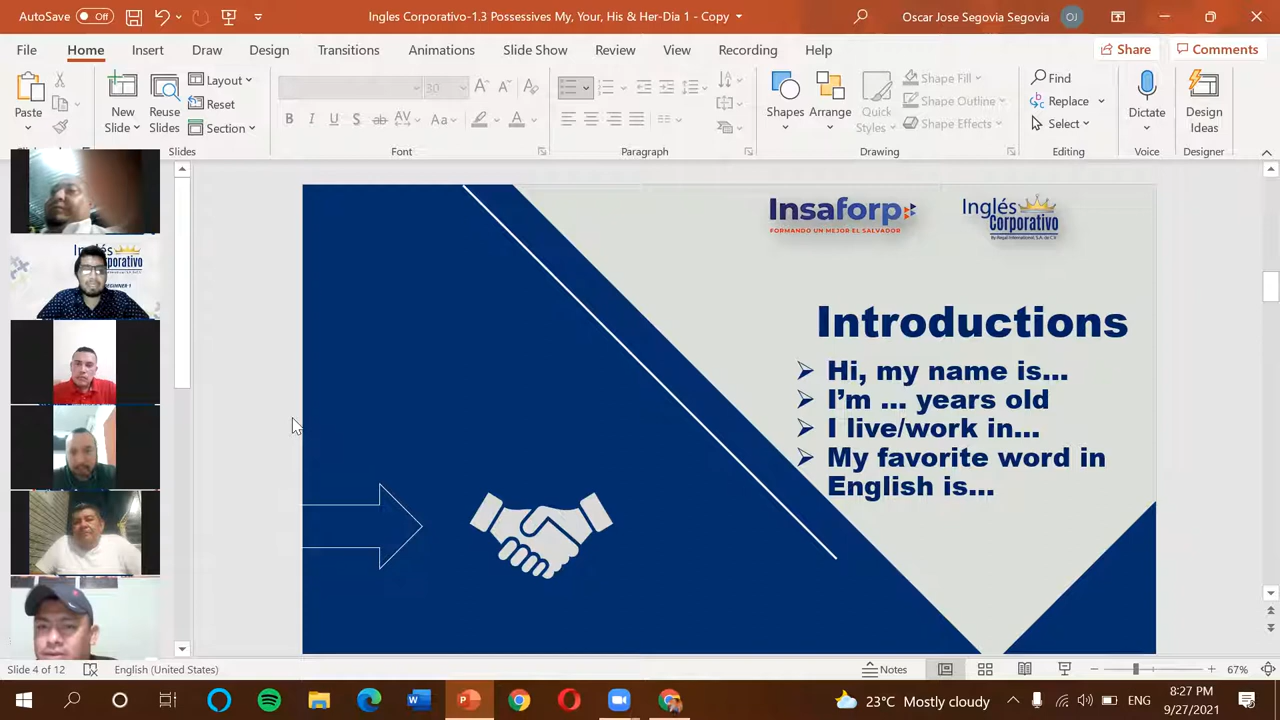 AutoSave Off
Ingles Corporativo-1.3 Possessives My, Your, His & Her-Dia 1 - Copy
Oscar Jose Segovia Segovia OJ
File Home Insert Draw Design Transitions Animations Slide Show Review View Recording Help Share Comments
Paste
New Slide
Reuse Slides
Layout
Reset
Section
Slides
Font
Paragraph
Shapes
Arrange
Quick Styles
Shape Fill
Shape Outline
Shape Effects
Drawing
Find
Replace
Select
Editing
Dictate
Voice
Design Ideas
Designer
Insaforp
FORMANDO UN MEJOR EL SALVADOR
Inglés
Corporativo
By Regal International, S.A. de C.V.
Introductions
Hi, my name is...
I'm ... years old
I live/work in...
My favorite word in
English is...
Slide 4 of 12 English (United States) Notes 67%
23°C Mostly cloudy ENG 8:27 PM
9/27/2021